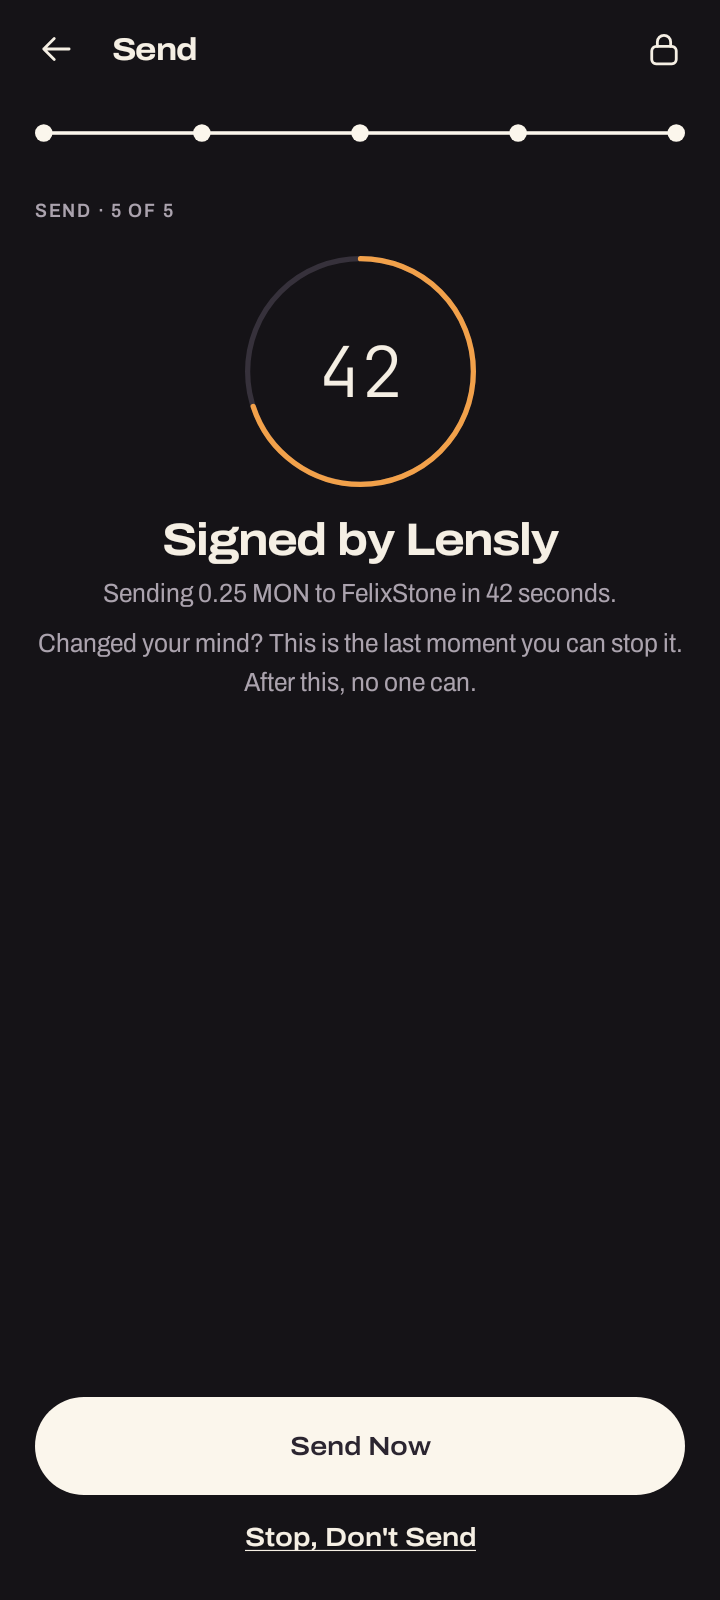 Send
SEND · 5 OF 5
42
Signed by Lensly
Sending 0.25 MON to FelixStone in 42 seconds.
Changed your mind? This is the last moment you can stop it.
After this, no one can.
Send Now
Stop, Don't Send